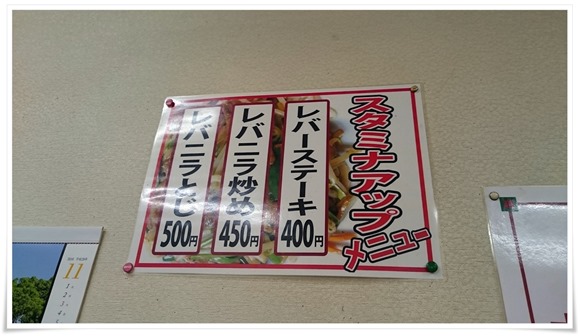 スタミナアップ
メニュー
レバーステーキ
400円
レバニラ炒め
450円
レバニラとじ
500円
11